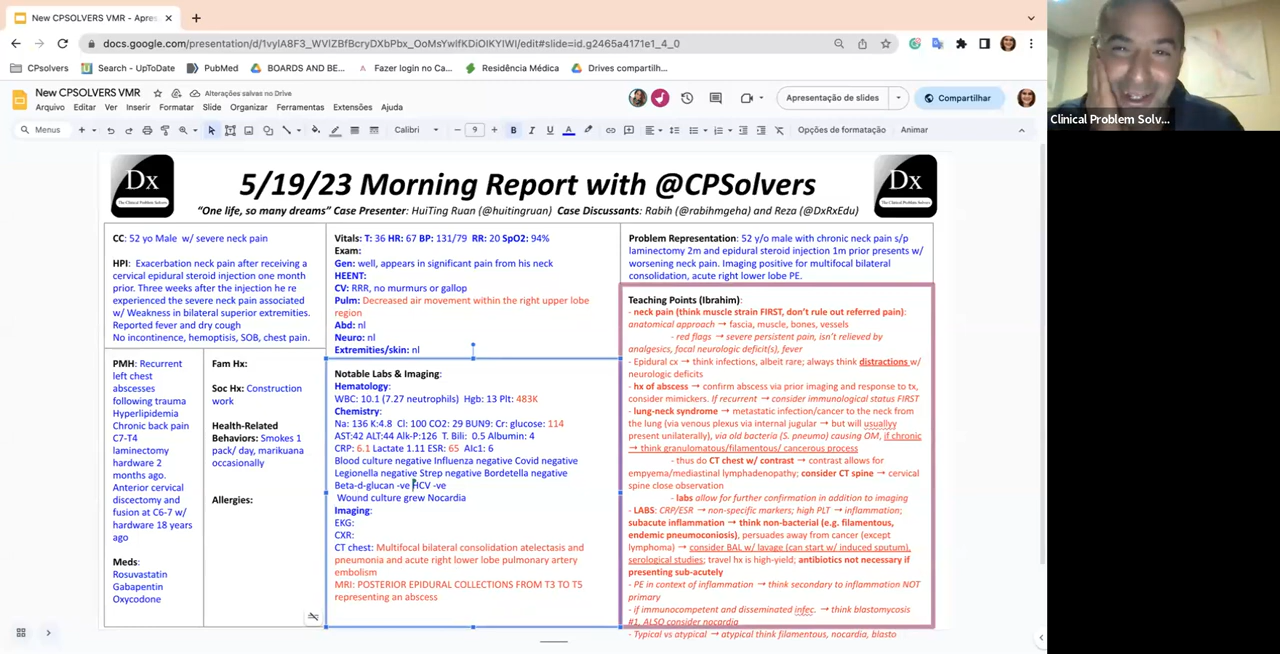 New CPSOLVERS VMR - Apres
docs.google.com/presentation/d/1vyIA8F3_WVlZBfBcryDXbPbx_OoMsYwlfKDiOIKYIWI/edit#slide=id.g2465a4171e1_4_0
CPsolvers
Search - UpToDate
PubMed
BOARDS AND BE...
Fazer login no Ca...
Residência Médica
Drives compartilh...
New CPSOLVERS VMR
Alterações salvas no Drive
Arquivo Editar Ver Inserir Formatar Slide Organizar Ferramentas Extensões Ajuda
Apresentação de slides
Compartilhar
Menus
Calibri
9
Opções de formatação
Animar
Clinical Problem Solv...
Dx
The Clinical Problem Solvers
5/19/23 Morning Report with @CPSolvers
“One life, so many dreams” Case Presenter: HuiTing Ruan (@huitingruan) Case Discussants: Rabih (@rabihmgeha) and Reza (@DxRxEdu)
Dx
The Clinical Problem Solvers
CC: 52 yo Male w/ severe neck pain
HPI: Exacerbation neck pain after receiving a
cervical epidural steroid injection one month
prior. Three weeks after the injection he re
experienced the severe neck pain associated
w/ Weakness in bilateral superior extremities.
Reported fever and dry cough
No incontinence, hemoptisis, SOB, chest pain.
PMH: Recurrent
left chest
abscesses
following trauma
Hyperlipidemia
Chronic back pain
C7-T4
laminectomy
hardware 2
months ago.
Anterior cervical
discectomy and
fusion at C6-7 w/
hardware 18 years
ago
Meds:
Rosuvastatin
Gabapentin
Oxycodone
Fam Hx:
Soc Hx: Construction
work
Health-Related
Behaviors: Smokes 1
pack/ day, marikuana
occasionally
Allergies:
Vitals: T: 36 HR: 67 BP: 131/79 RR: 20 SpO2: 94%
Exam:
Gen: well, appears in significant pain from his neck
HEENT:
CV: RRR, no murmurs or gallop
Pulm: Decreased air movement within the right upper lobe
region
Abd: nl
Neuro: nl
Extremities/skin: nl
Notable Labs & Imaging:
Hematology:
WBC: 10.1 (7.27 neutrophils) Hgb: 13 Plt: 483K
Chemistry:
Na: 136 K:4.8 Cl: 100 CO2: 29 BUN9: Cr: glucose: 114
AST:42 ALT:44 Alk-P:126 T. Bili: 0.5 Albumin: 4
CRP: 6.1 Lactate 1.11 ESR: 65 Alc1: 6
Blood culture negative Influenza negative Covid negative
Legionella negative Strep negative Bordetella negative
Beta-d-glucan -ve HCV -ve
Wound culture grew Nocardia
Imaging:
EKG:
CXR:
CT chest: Multifocal bilateral consolidation atelectasis and
pneumonia and acute right lower lobe pulmonary artery
embolism
MRI: POSTERIOR EPIDURAL COLLECTIONS FROM T3 TO T5
representing an abscess
Problem Representation: 52 y/o male with chronic neck pain s/p
laminectomy 2m and epidural steroid injection 1m prior presents w/
worsening neck pain. Imaging positive for multifocal bilateral
consolidation, acute right lower lobe PE.
Teaching Points (Ibrahim):
- neck pain (think muscle strain FIRST, don’t rule out referred pain):
anatomical approach → fascia, muscle, bones, vessels
- red flags → severe persistent pain, isn’t relieved by
analgesics, focal neurologic deficit(s), fever
- Epidural cx → think infections, albeit rare; always think distractions w/
neurologic deficits
- hx of abscess → confirm abscess via prior imaging and response to tx,
consider mimickers. If recurrent → consider immunological status FIRST
- lung-neck syndrome → metastatic infection/cancer to the neck from
the lung (via venous plexus via internal jugular → but will usuallyy
present unilaterally), via old bacteria (S. pneumo) causing OM, if chronic
→ think granulomatous/filamentous/ cancerous process
- thus do CT chest w/ contrast → contrast allows for
empyema/mediastinal lymphadenopathy; consider CT spine → cervical
spine close observation
- labs allow for further confirmation in addition to imaging
- LABS: CRP/ESR → non-specific markers; high PLT → inflammation;
subacute inflammation → think non-bacterial (e.g. filamentous,
endemic pneumoconiosis), persuades away from cancer (except
lymphoma) → consider BAL w/ lavage (can start w/ induced sputum),
serological studies; travel hx is high-yield; antibiotics not necessary if
presenting sub-acutely
- PE in context of inflammation → think secondary to inflammation NOT
primary
- if immunocompetent and disseminated infec. → think blastomycosis
#1, ALSO consider nocardia
- Typical vs atypical → atypical think filamentous, nocardia, blasto